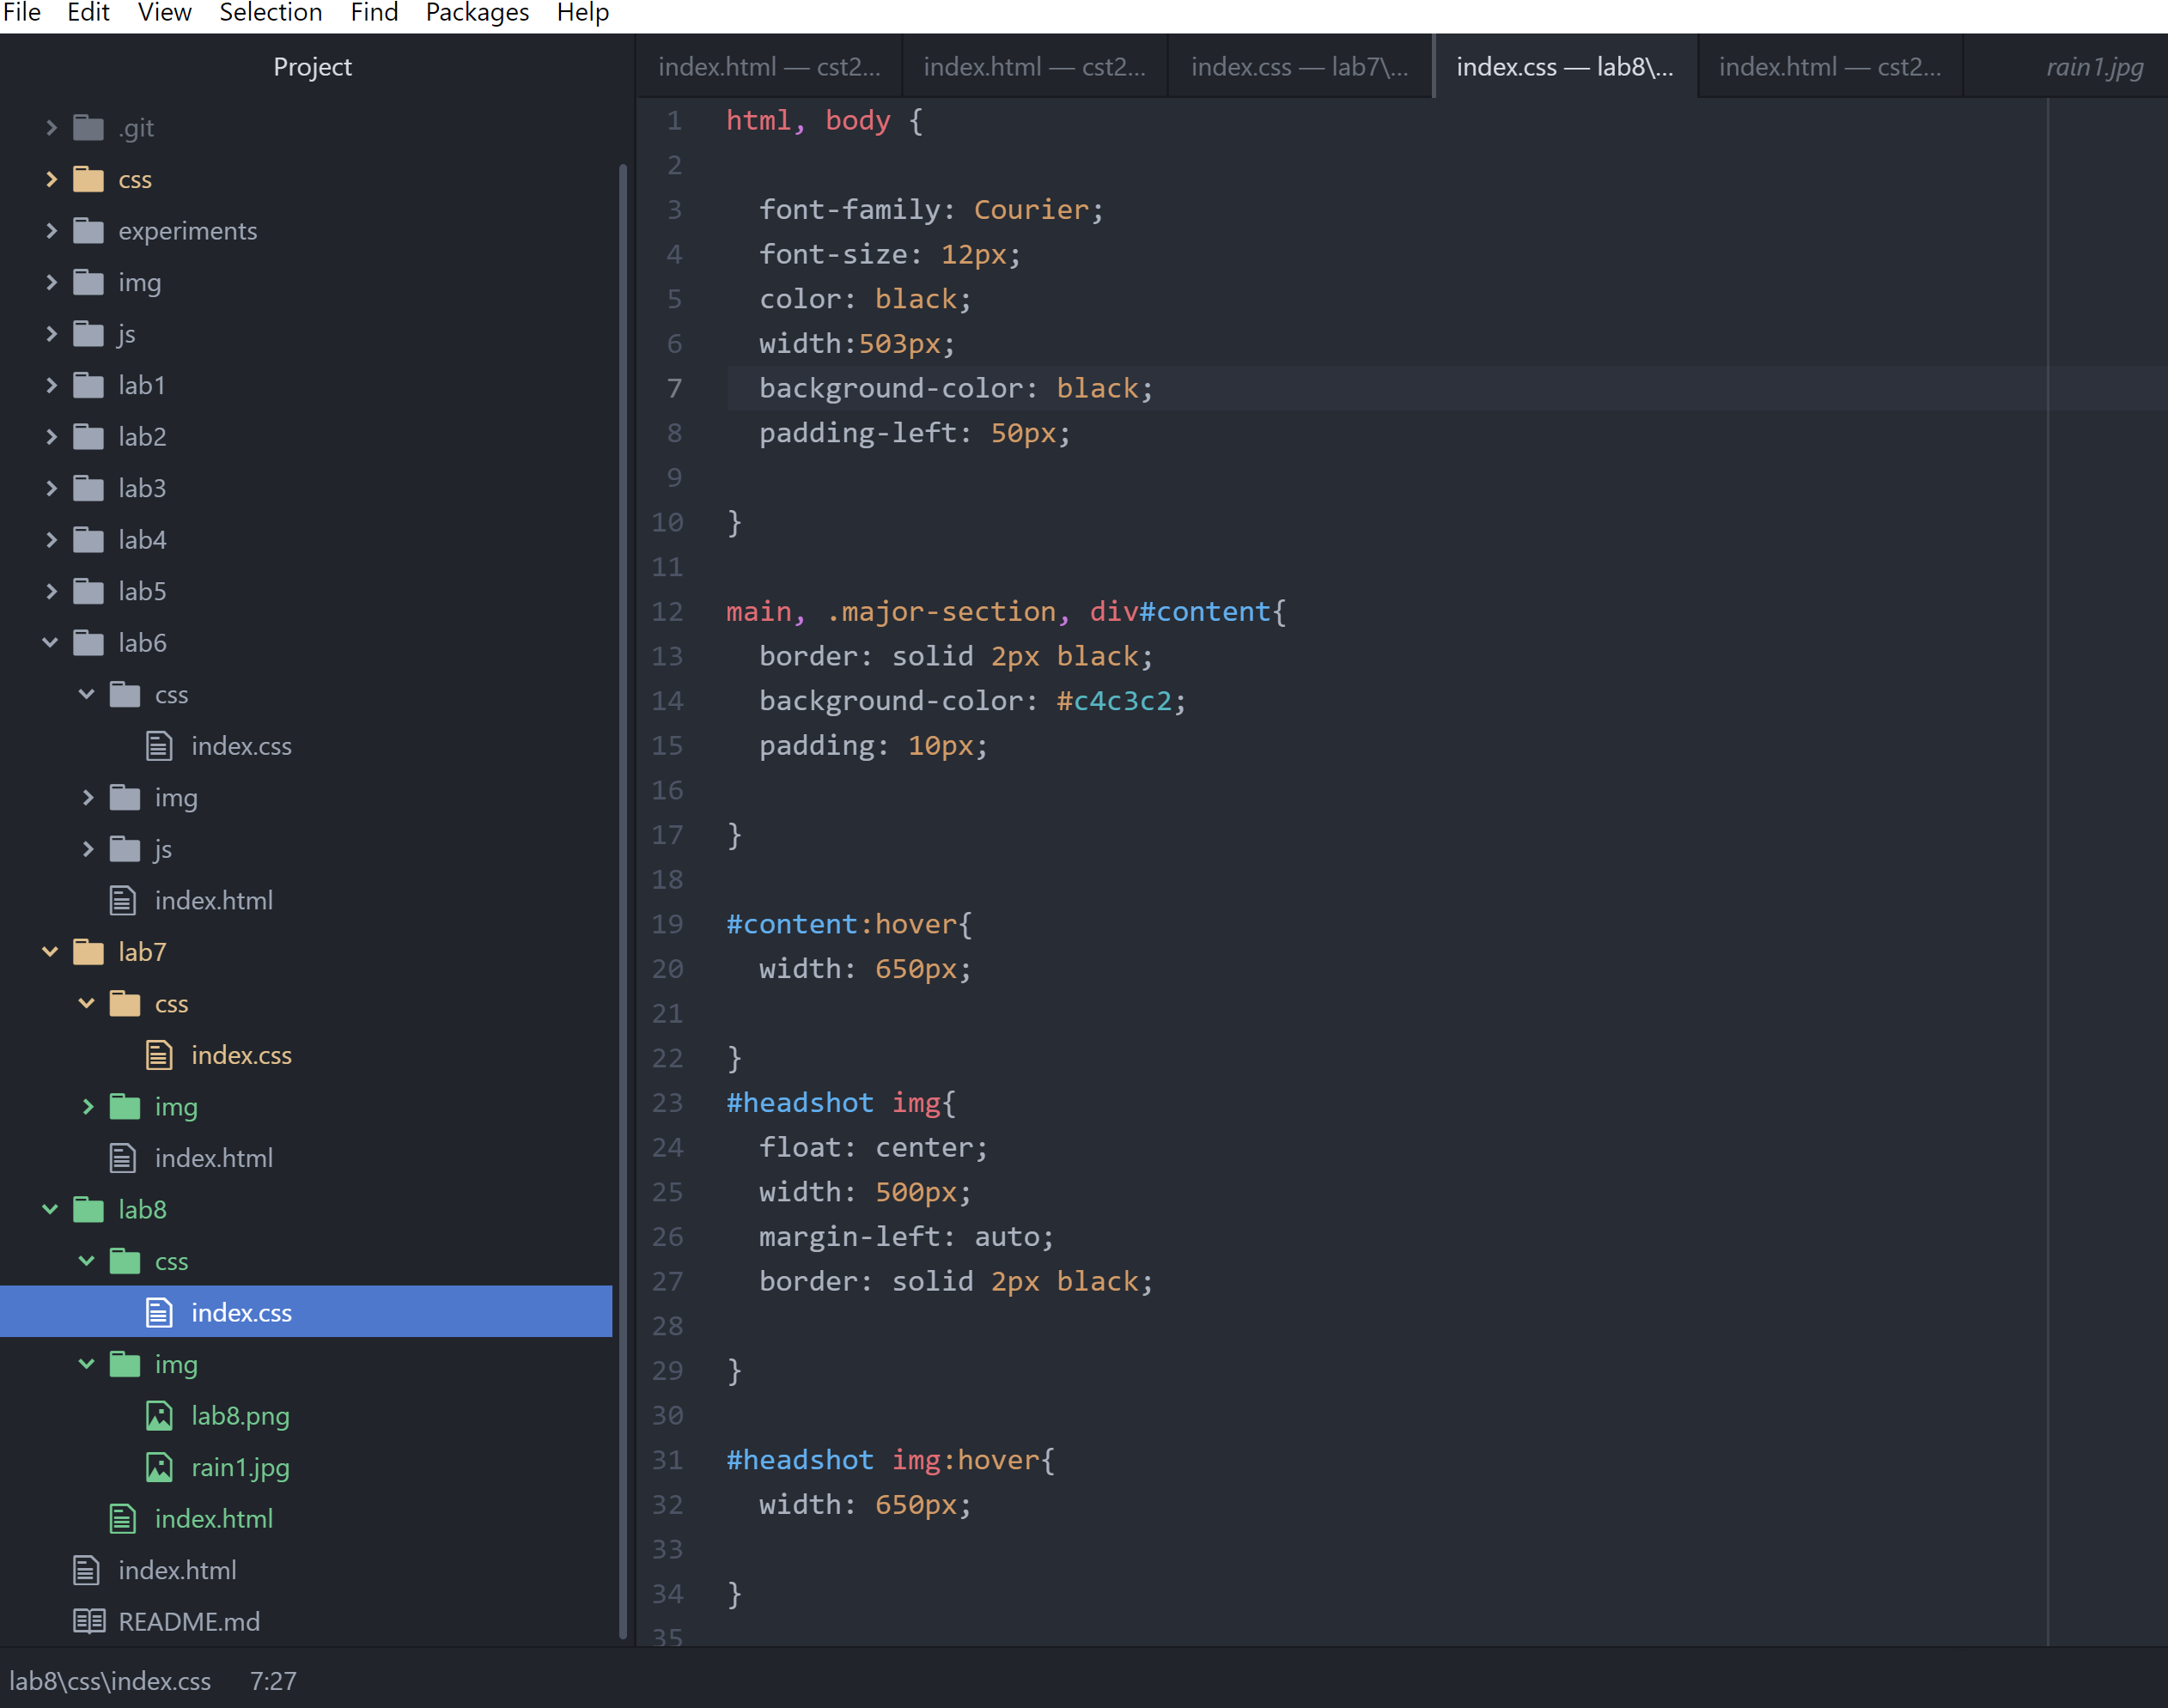 File Edit View Selection Find Packages Help
Project
.git
css
experiments
img
js
lab1
lab2
lab3
lab4
lab5
lab6
css
index.css
img
js
index.html
lab7
css
index.css
img
index.html
lab8
css
index.css
img
lab8.png
rain1.jpg
index.html
index.html
README.md
index.html — cst2... index.html — cst2... index.css — lab7\... index.css — lab8\... index.html — cst2... rain1.jpg
1 html, body {
2
3 font-family: Courier;
4 font-size: 12px;
5 color: black;
6 width:503px;
7 background-color: black;
8 padding-left: 50px;
9
10 }
11
12 main, .major-section, div#content{
13 border: solid 2px black;
14 background-color: #c4c3c2;
15 padding: 10px;
16
17 }
18
19 #content:hover{
20 width: 650px;
21
22 }
23 #headshot img{
24 float: center;
25 width: 500px;
26 margin-left: auto;
27 border: solid 2px black;
28
29 }
30
31 #headshot img:hover{
32 width: 650px;
33
34 }
35
lab8\css\index.css 7:27